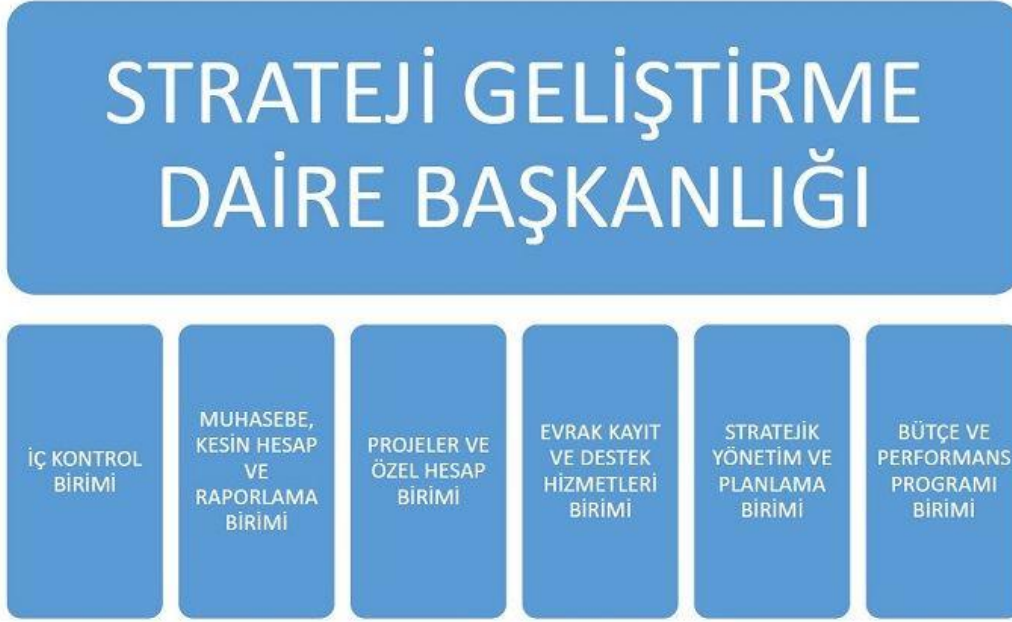 STRATEJİ GELİŞTİRME
DAİRE BAŞKANLIĞI
İÇ KONTROL
BİRİMİ
MUHASEBE,
KESİN HESAP
VE
RAPORLAMA
BİRİMİ
PROJELER VE
ÖZEL HESAP
BİRİMİ
EVRAK KAYIT
VE DESTEK
HİZMETLERİ
BİRİMİ
STRATEJİK
YÖNETİM VE
PLANLAMA
BİRİMİ
BÜTÇE VE
PERFORMANS
PROGRAMI
BİRİMİ